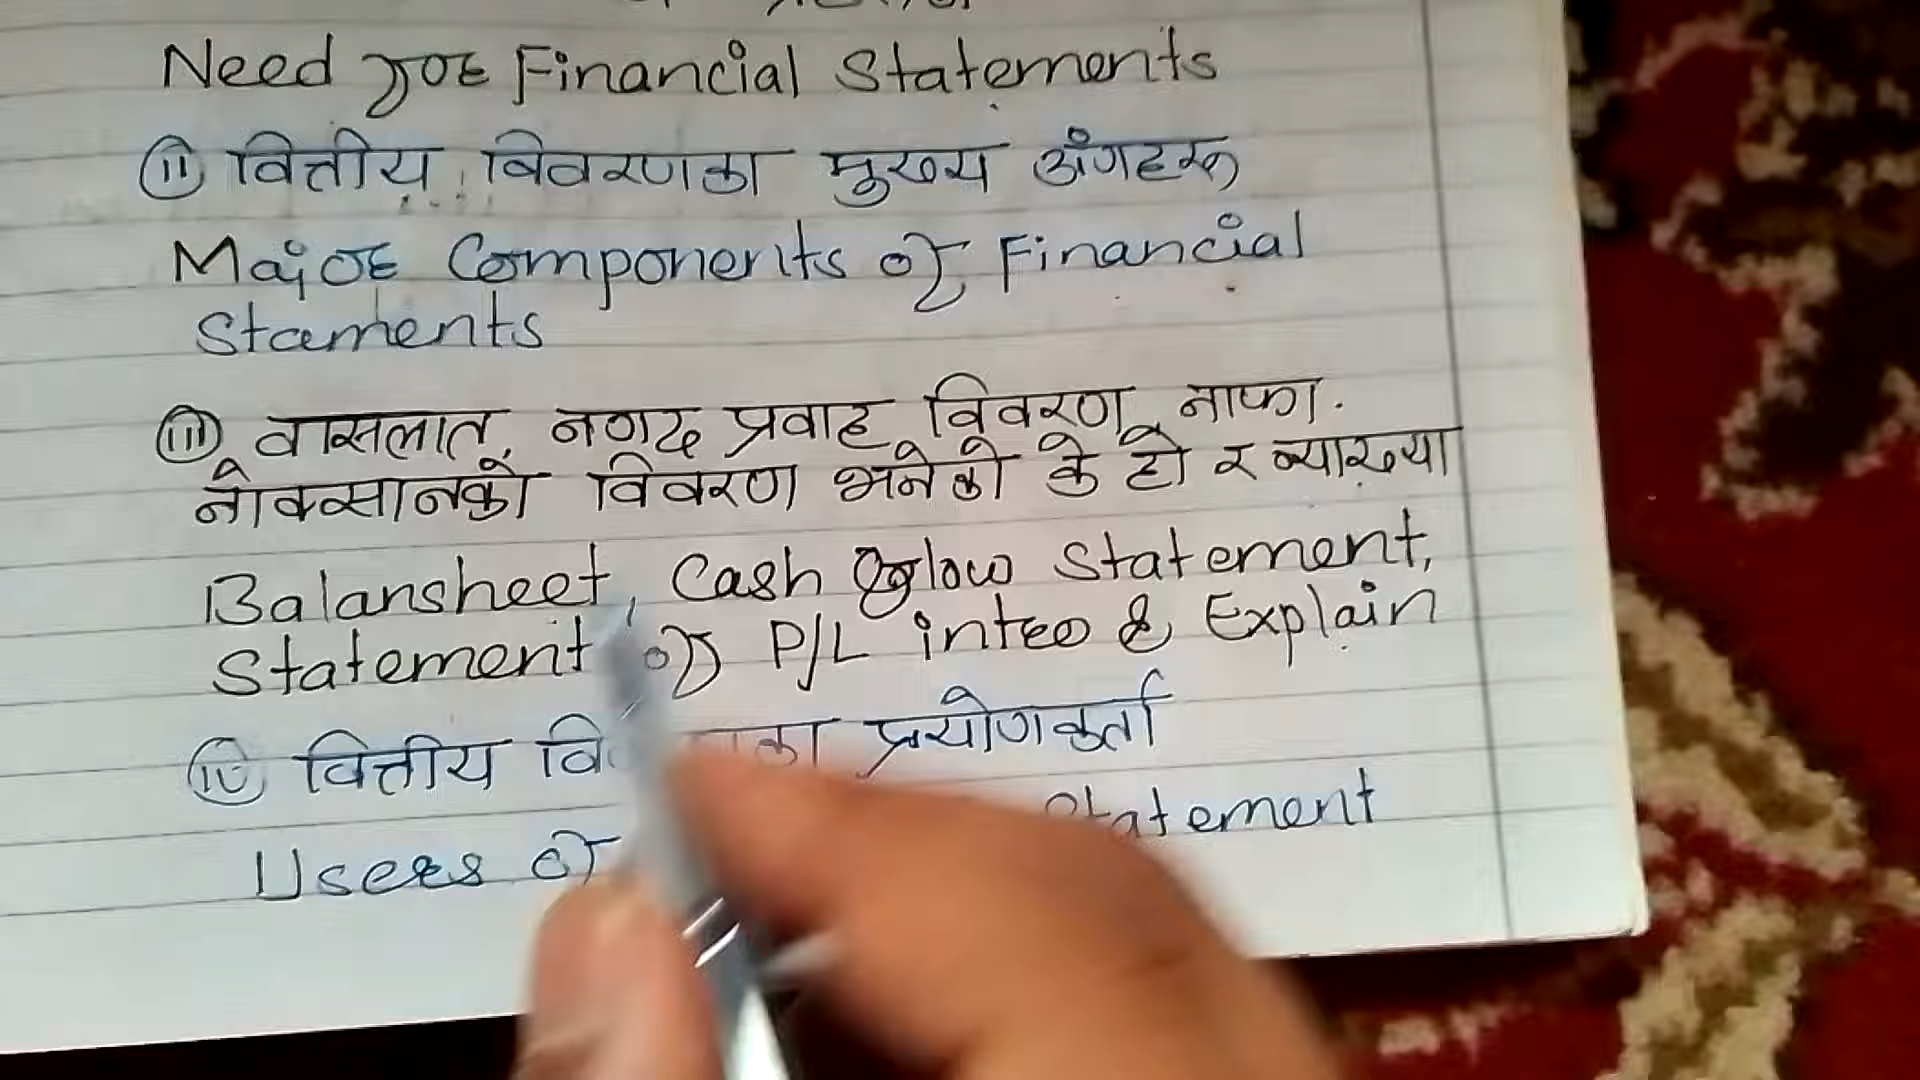 Need for Financial Statements
(ii) वित्तीय विवरणका मुख्य अँगहरू
Major Components of Financial
Staments
(iii) वासलात, नगद प्रवाह विवरण, नाफा.
नोक्सानको विवरण भनेको के हो र ब्याख्या
Balansheet, Cash flow Statement,
Statement of P/L intro & Explain
(iv) वित्तीय प्रयोगकर्ता
Users of Statement